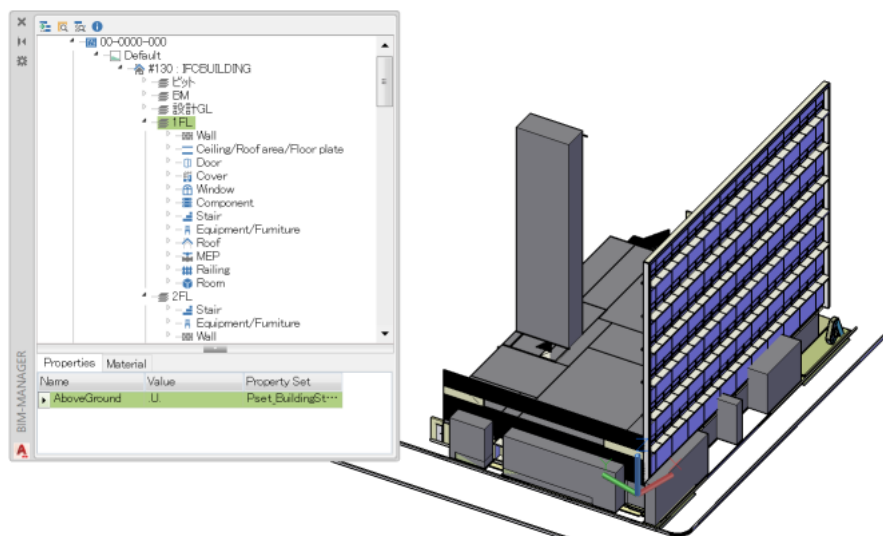 00-0000-000
Default
#130 : IFCBUILDING
ピット
BM
設計GL
1FL
Wall
Ceiling/Roof area/Floor plate
Door
Cover
Window
Component
Stair
Equipment/Furniture
Roof
MEP
Railing
Room
2FL
Stair
Equipment/Furniture
Wall
BIM-MANAGER
Properties Material
Name Value Property Set
AboveGround .U. Pset_BuildingSt…